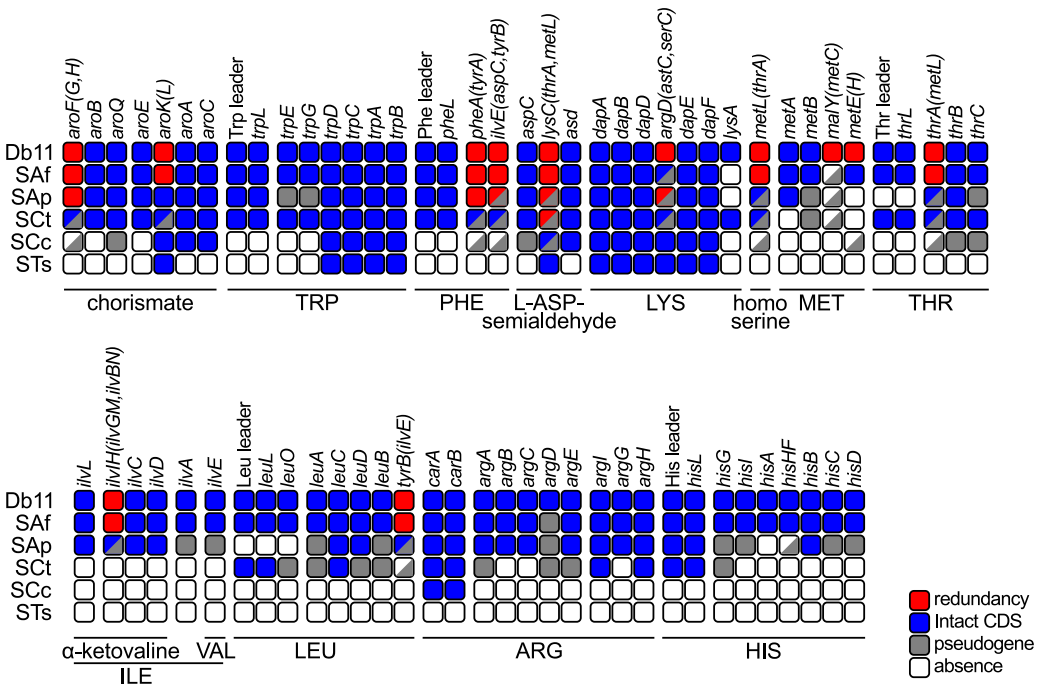 aroF(G,H) aroB aroQ aroE aroK(L) aroA aroC Trp leader trpL trpE trpG trpD trpC trpA trpB Phe leader pheL pheA(tyrA) ilvE(aspC,tyrB) aspC lysC(thrA,metL) asd dapA dapB dapD argD(astC,serC) dapE dapF lysA metL(thrA) metA metB malY(metC) metE(H) Thr leader thrL thrA(metL) thrB thrC
Db11
SAf
SAp
SCt
SCc
STs
chorismate TRP PHE L-ASP- LYS homo MET THR
semialdehyde serine
ilvL ilvIH(ilvGM,ilvBN) ilvC ilvD ilvA ilvE Leu leader leuL leuO leuA leuC leuD leuB tyrB(ilvE) carA carB argA argB argC argD argE argI argG argH His leader hisL hisG hisI hisA hisHF hisB hisC hisD
Db11
SAf
SAp
SCt
SCc
STs
α-ketovaline VAL LEU ARG HIS
ILE
redundancy
Intact CDS
pseudogene
absence